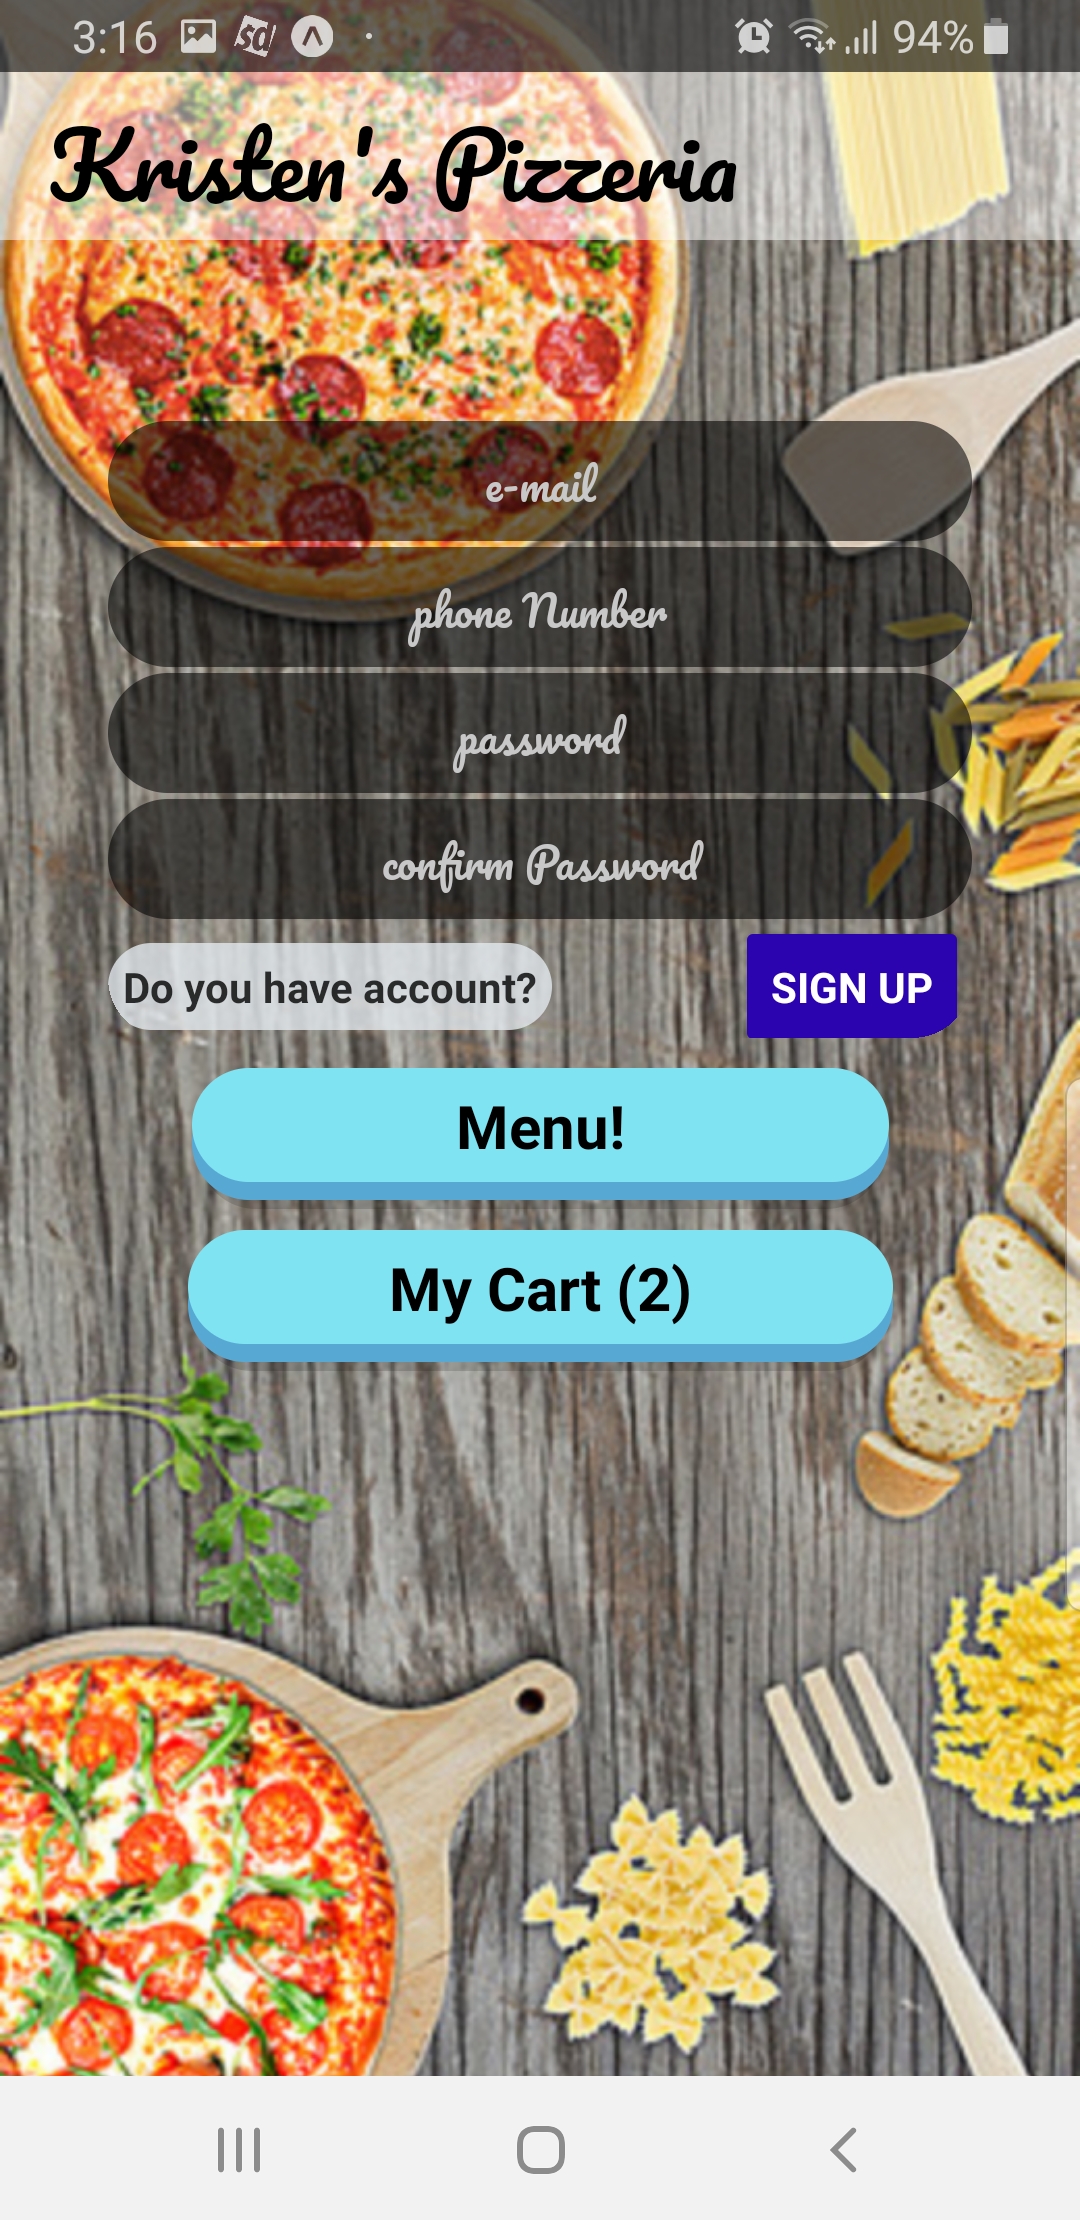 3:16 sd 94%
Kristen's Pizzeria
e-mail
phone Number
password
confirm Password
Do you have account? SIGN UP
Menu!
My Cart (2)